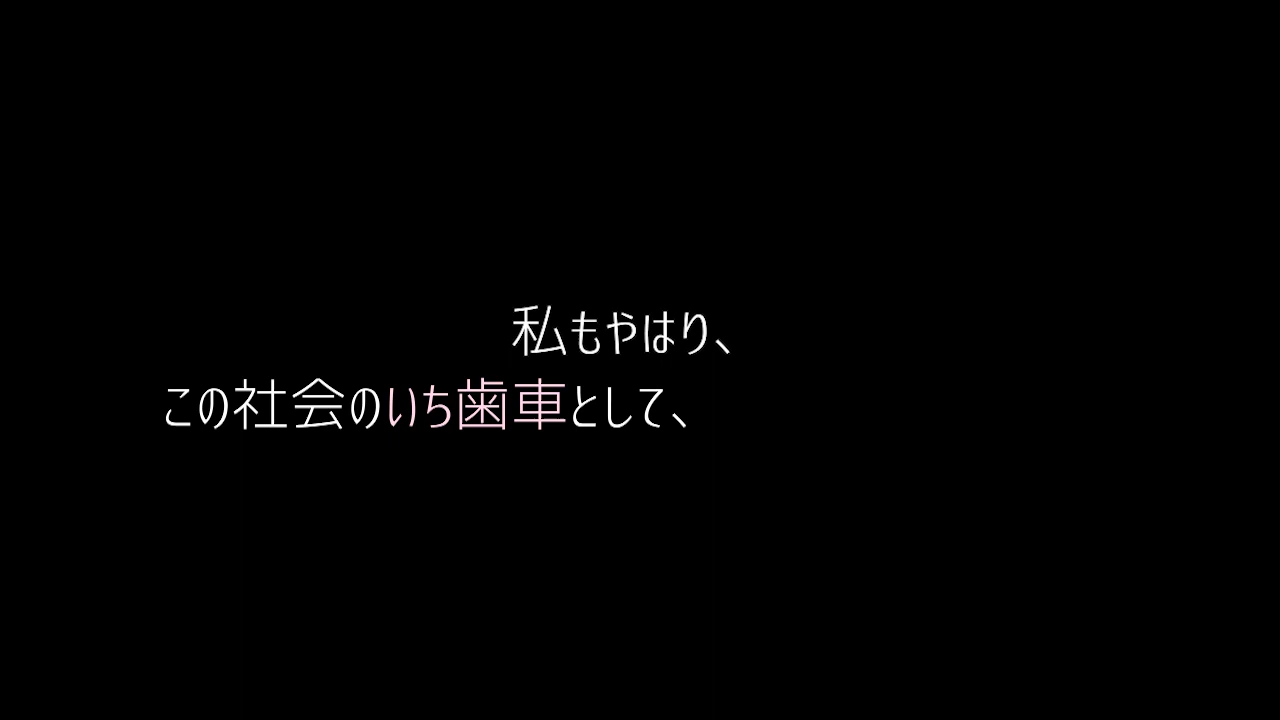 私もやはり、
この社会のいち歯車として、